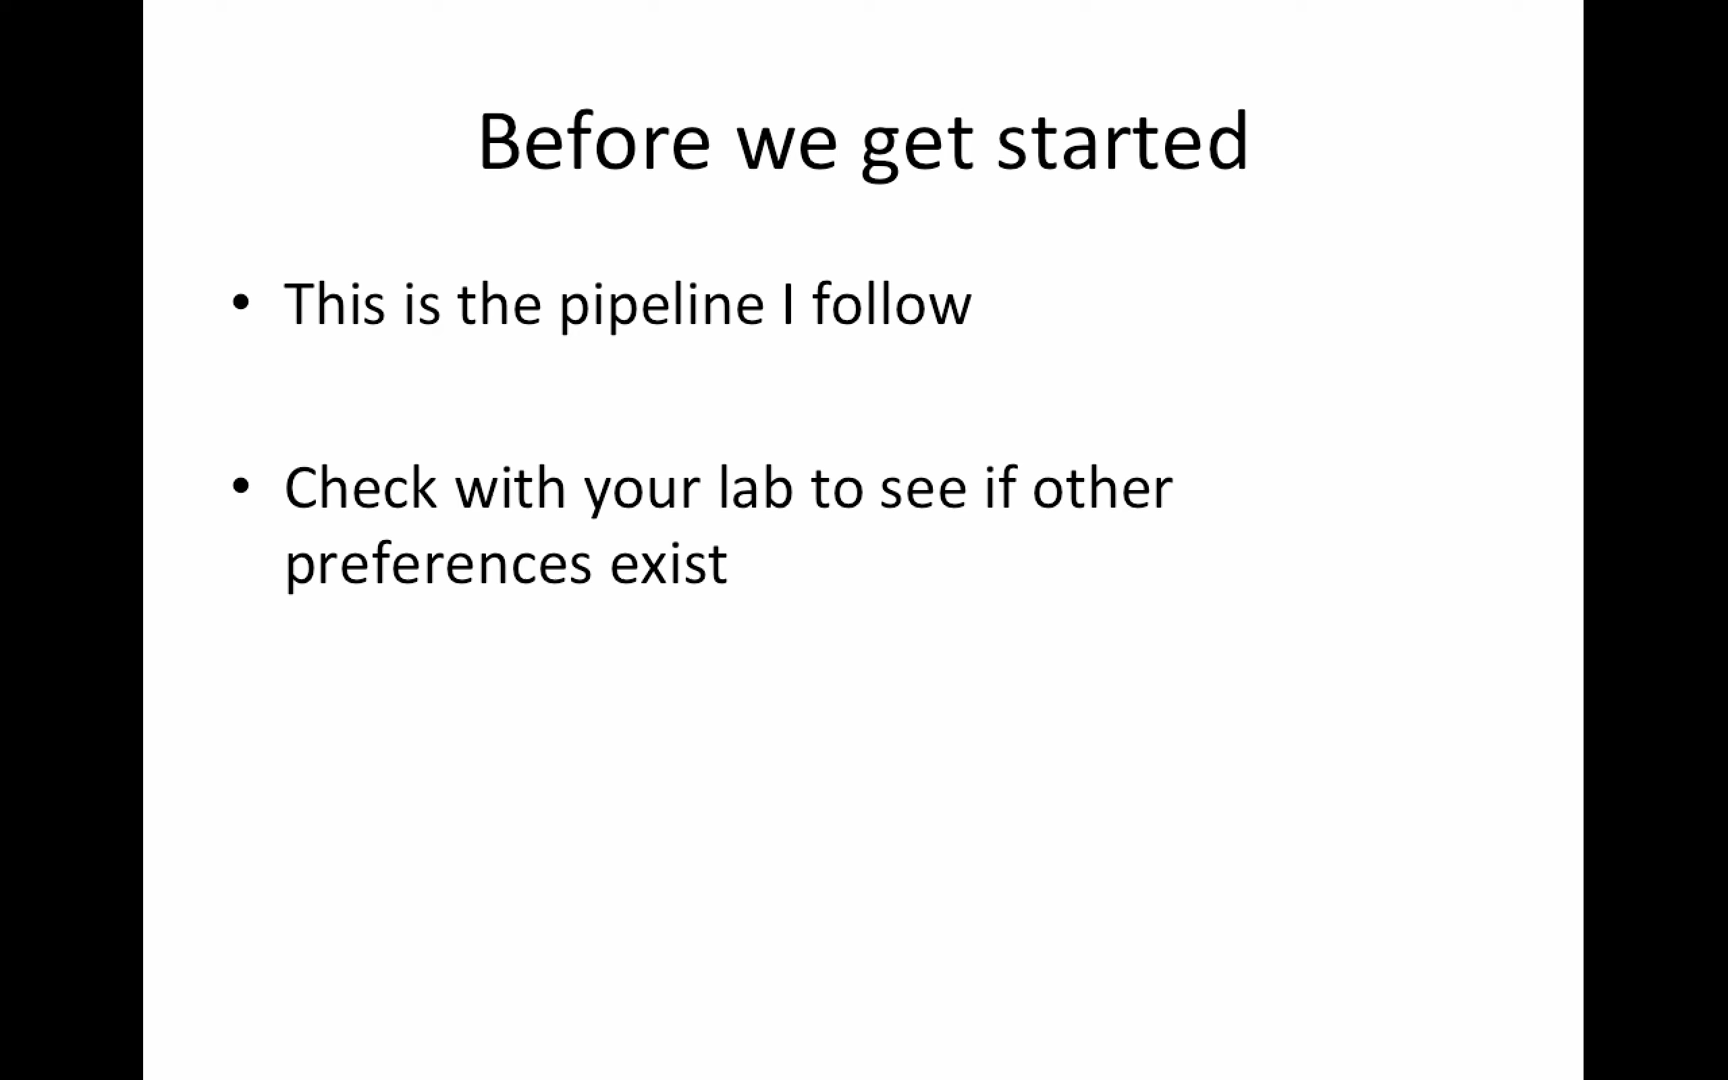 Before we get started
• This is the pipeline I follow
• Check with your lab to see if other
preferences exist